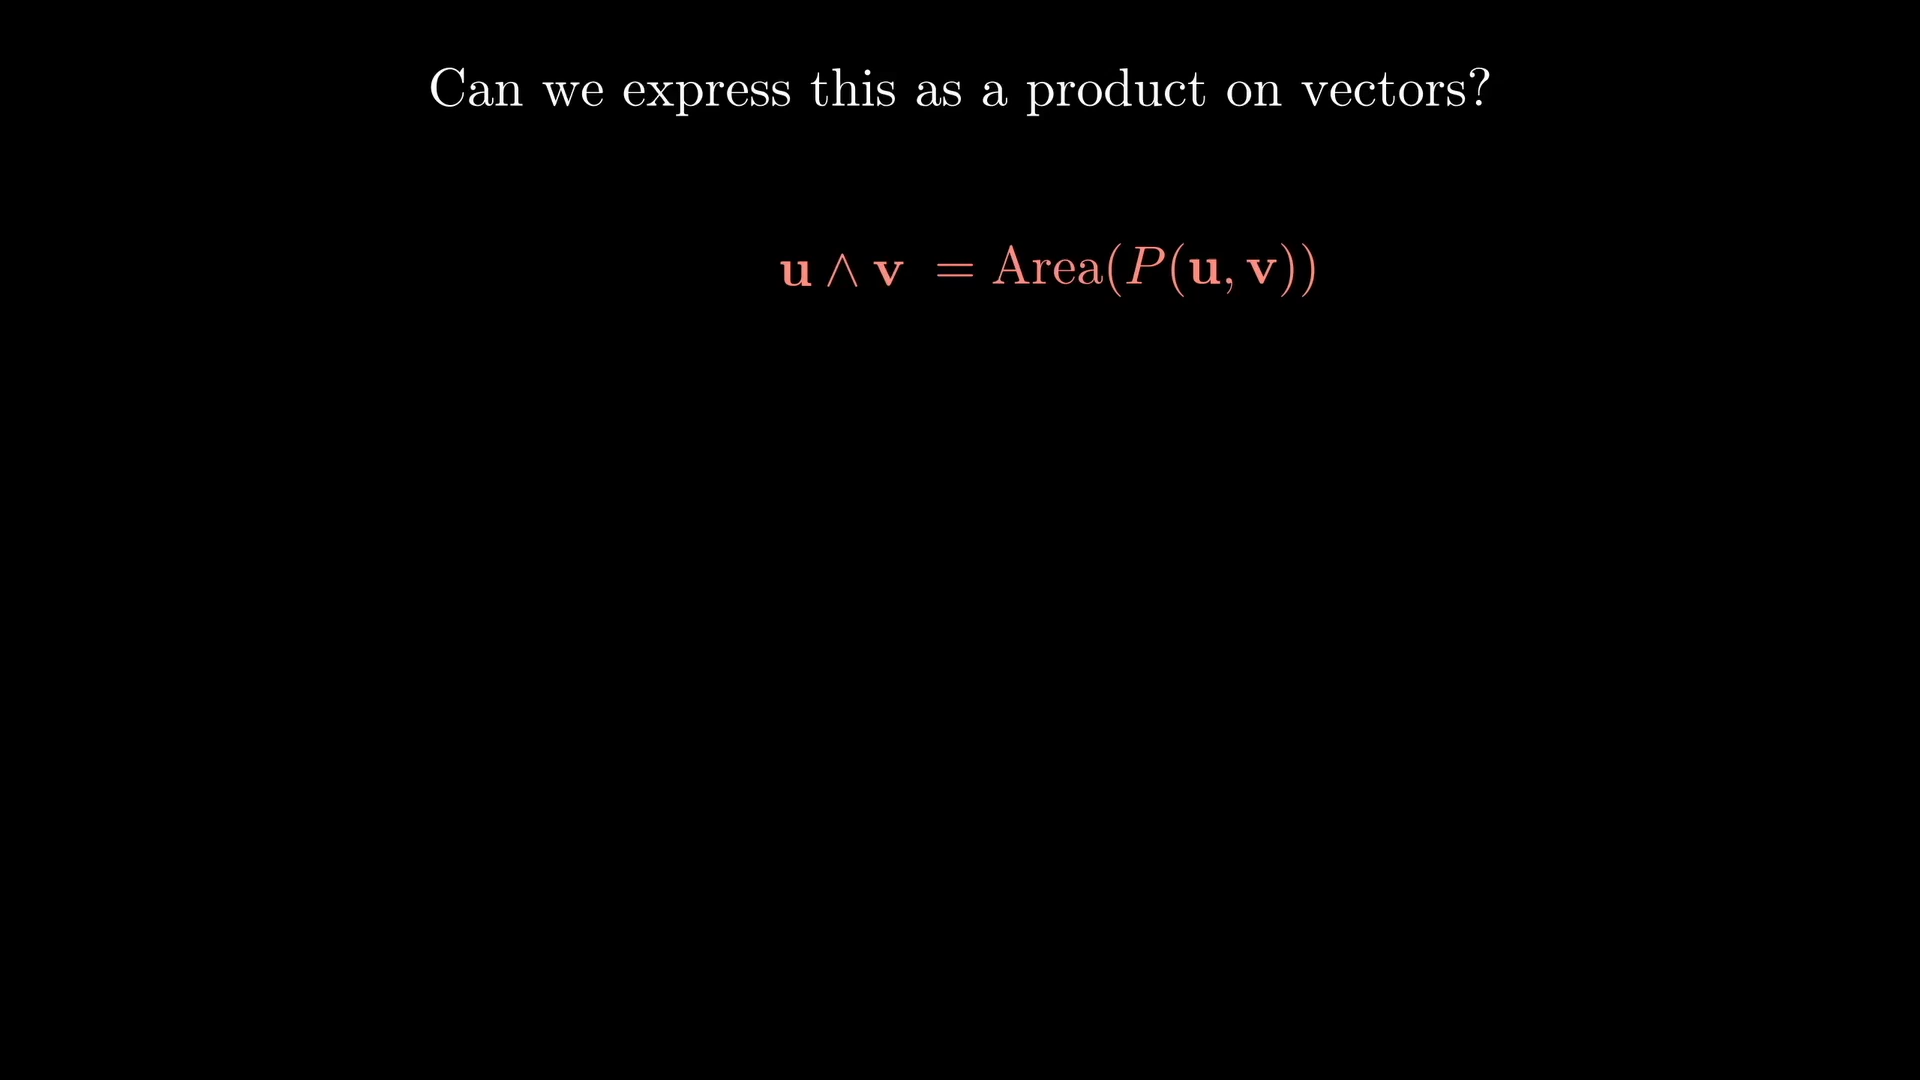 Can we express this as a product on vectors?
u ∧ v = Area(P(u, v))